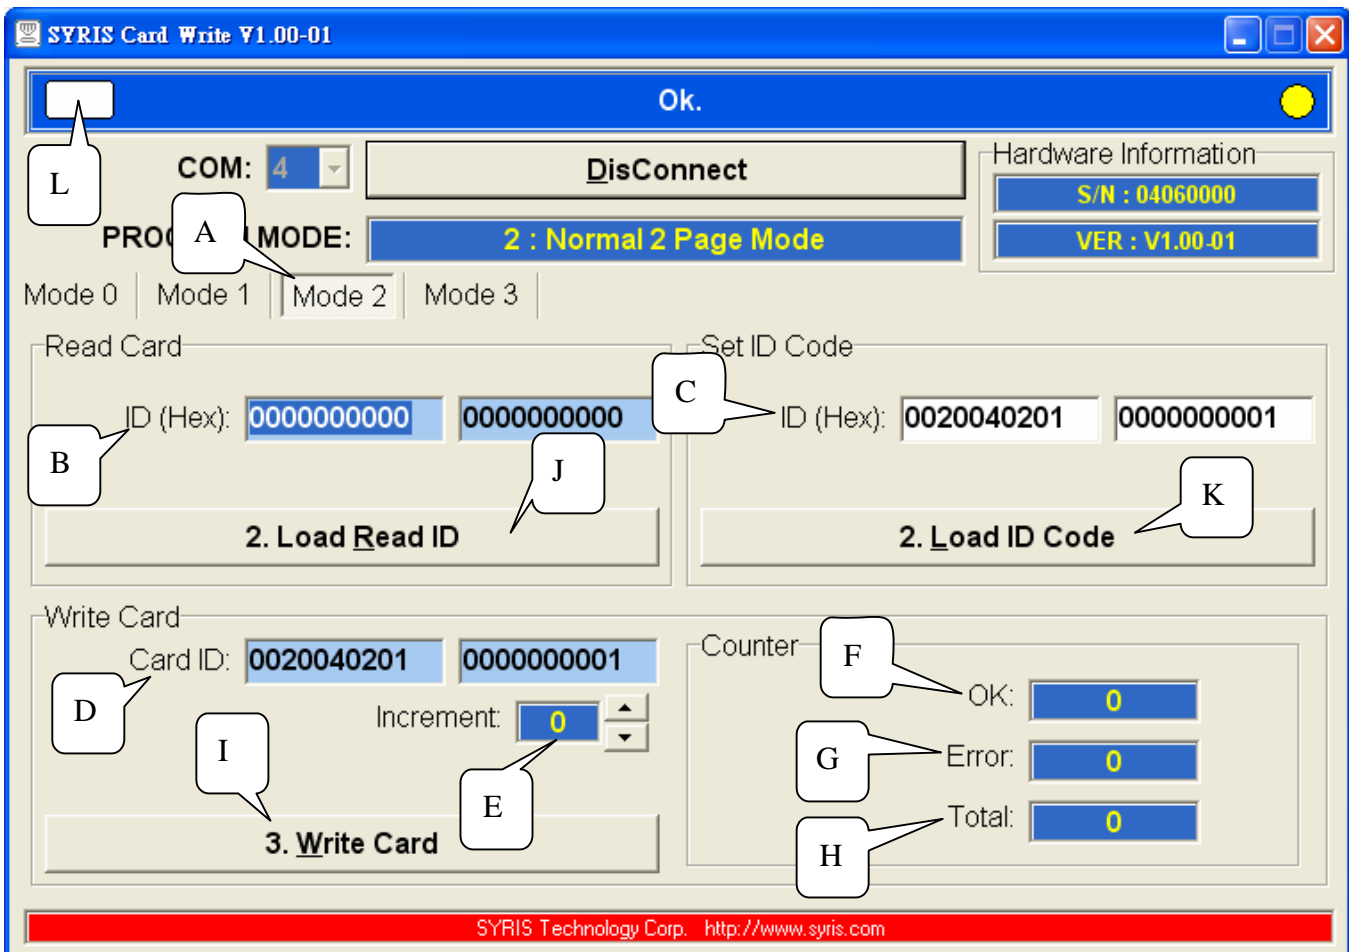 SYRIS Card Write V1.00-01
Ok.
L
COM: 4 DisConnect
Hardware Information
S/N : 04060000
A
MODE: 2 : Normal 2 Page Mode
VER : V1.00-01
Mode 0 Mode 1 Mode 2 Mode 3
Read Card
Set ID Code
C
ID (Hex): 0000000000 0000000000
ID (Hex): 0020040201 0000000001
B
J
K
2. Load Read ID
2. Load ID Code
Write Card
Card ID: 0020040201 0000000001
Counter
F
D
OK: 0
Increment: 0
I
G
Error: 0
E
Total: 0
3. Write Card
H
SYRIS Technology Corp. http://www.syris.com